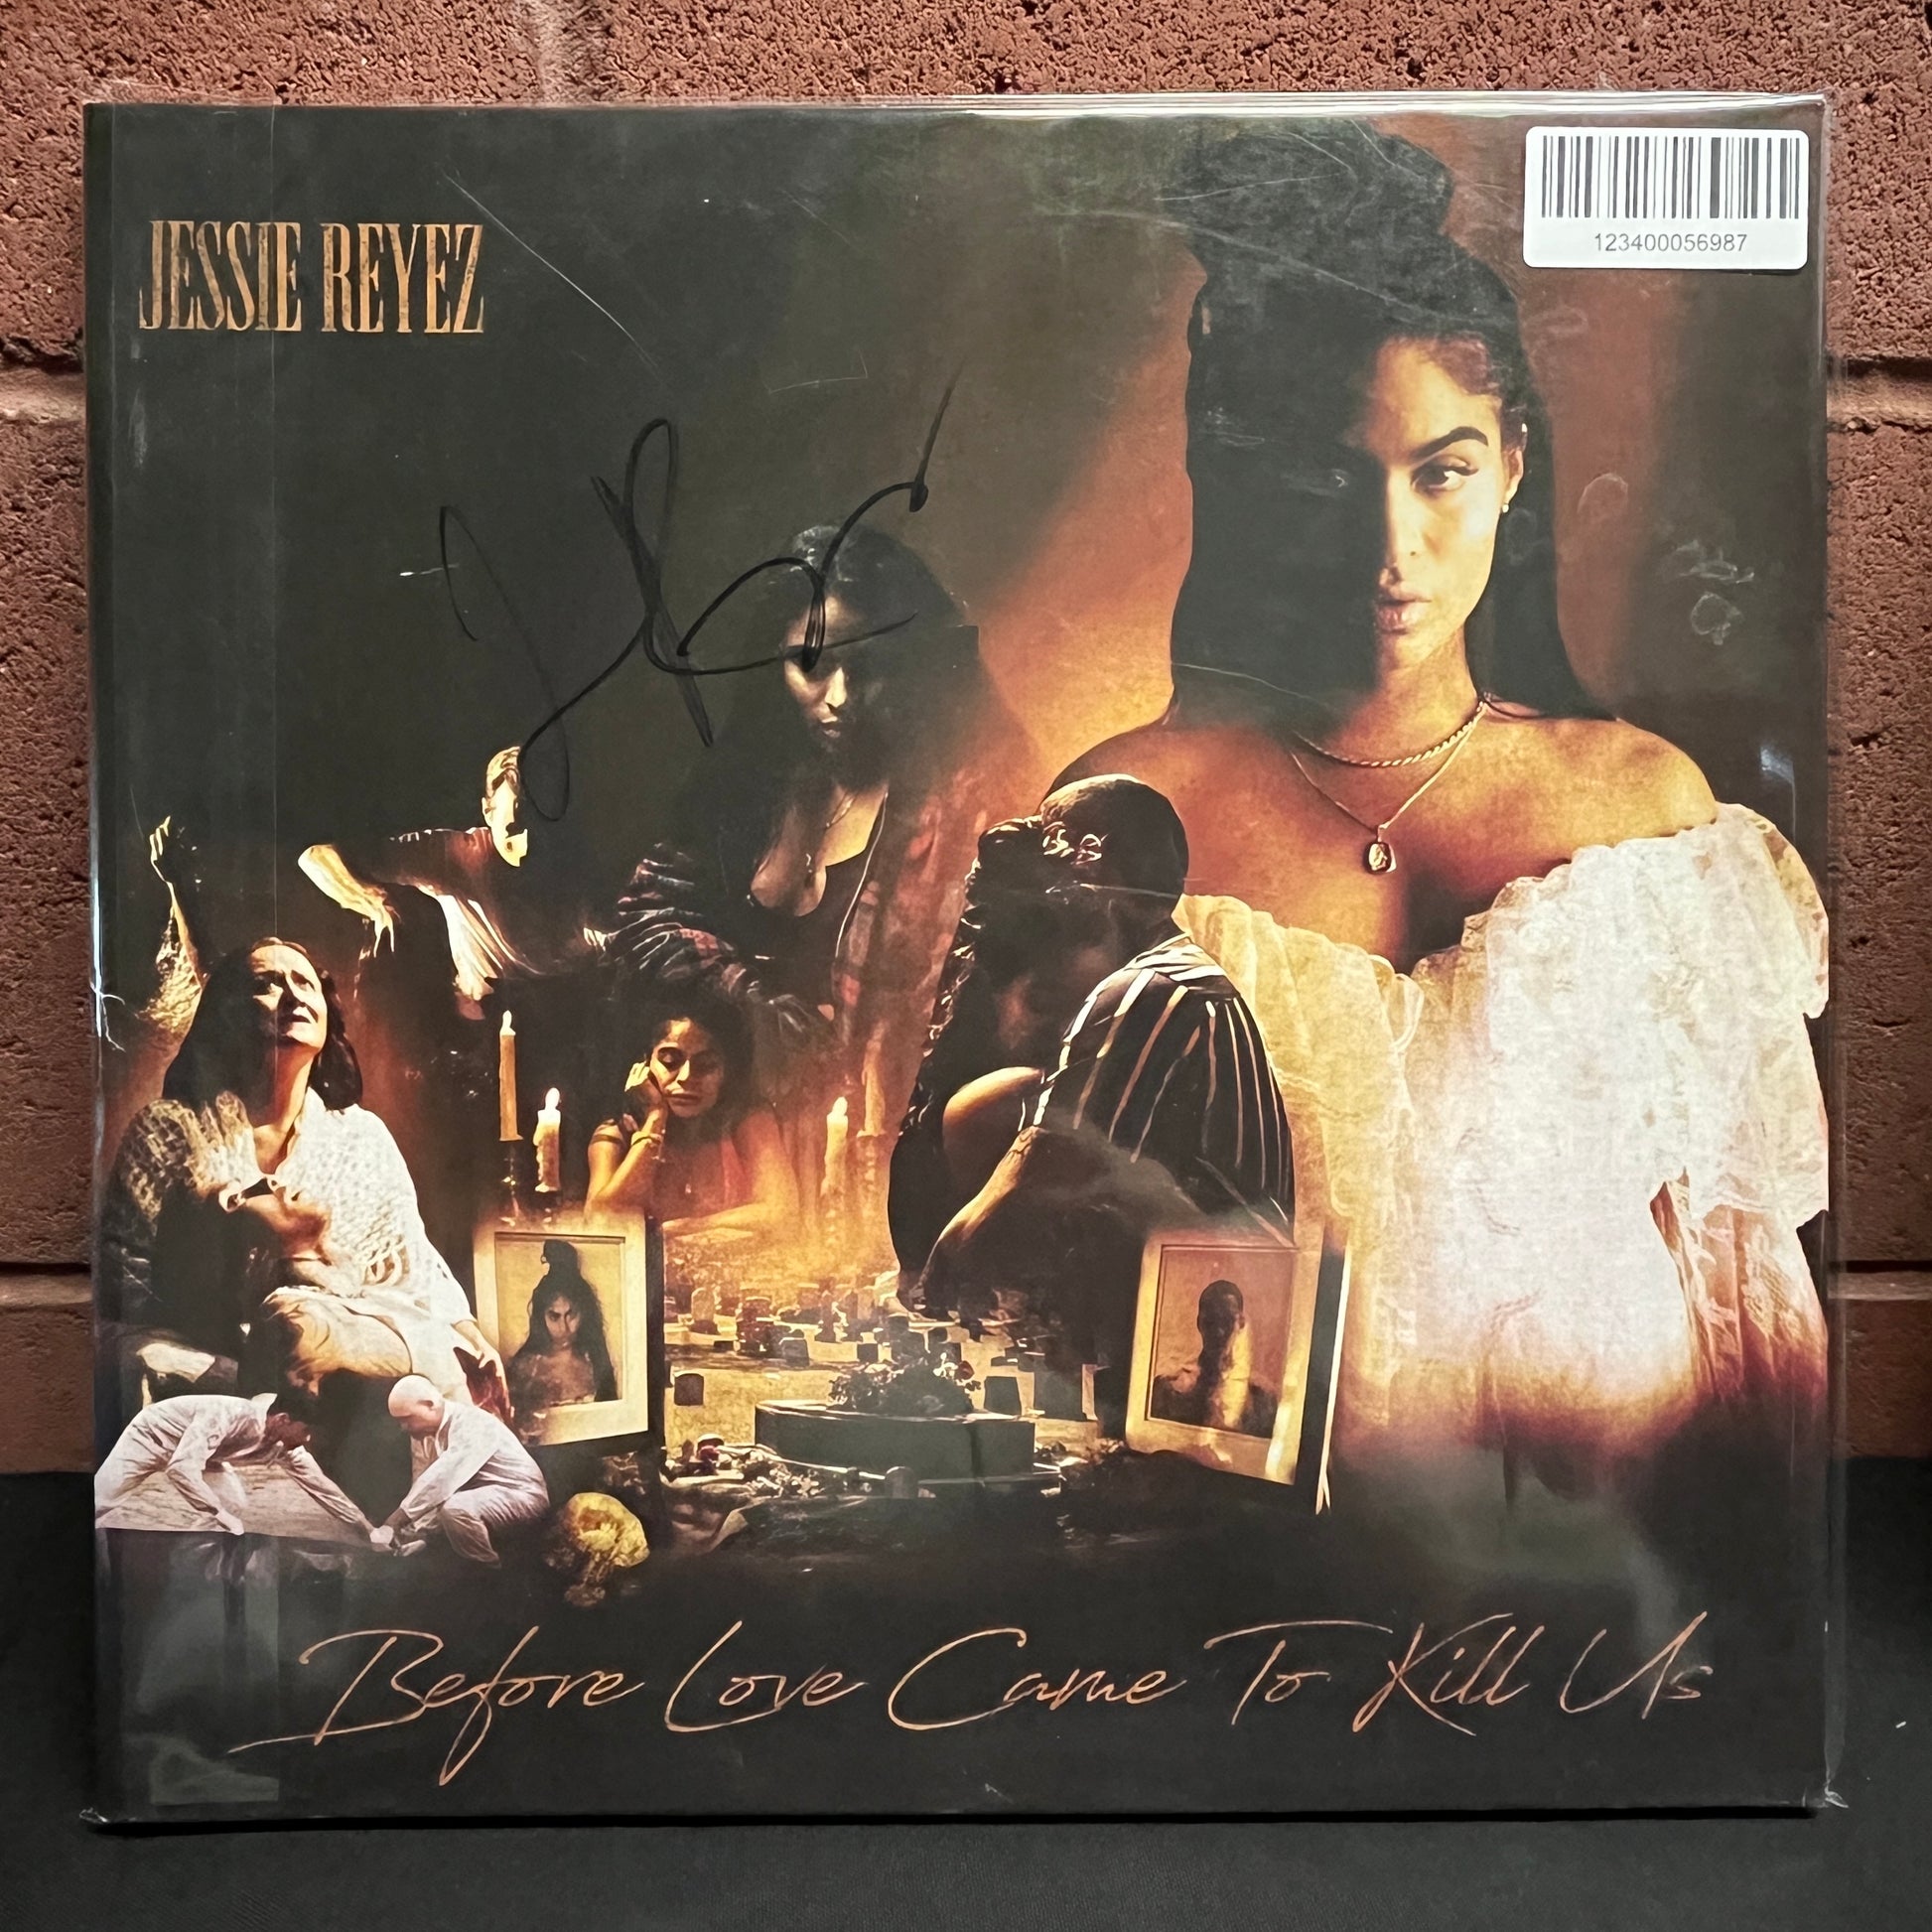 123400056987
JESSIE REYEZ
Before Love Came To Kill Us